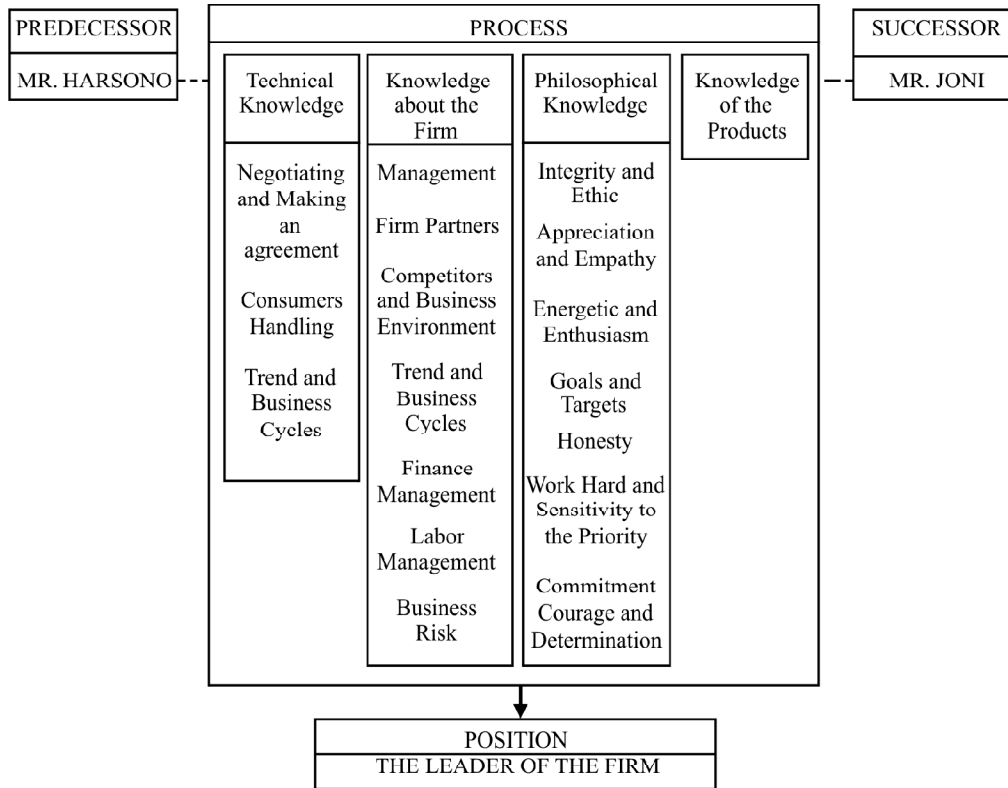 PREDECESSOR
MR. HARSONO
PROCESS
SUCCESSOR
MR. JONI
Technical
Knowledge
Negotiating
and Making
an
agreement
Consumers
Handling
Trend and
Business
Cycles
Knowledge
about the
Firm
Management
Firm Partners
Competitors
and Business
Environment
Trend and
Business
Cycles
Finance
Management
Labor
Management
Business
Risk
Philosophical
Knowledge
Integrity and
Ethic
Appreciation
and Empathy
Energetic and
Enthusiasm
Goals and
Targets
Honesty
Work Hard and
Sensitivity to
the Priority
Commitment
Courage and
Determination
Knowledge
of the
Products
POSITION
THE LEADER OF THE FIRM